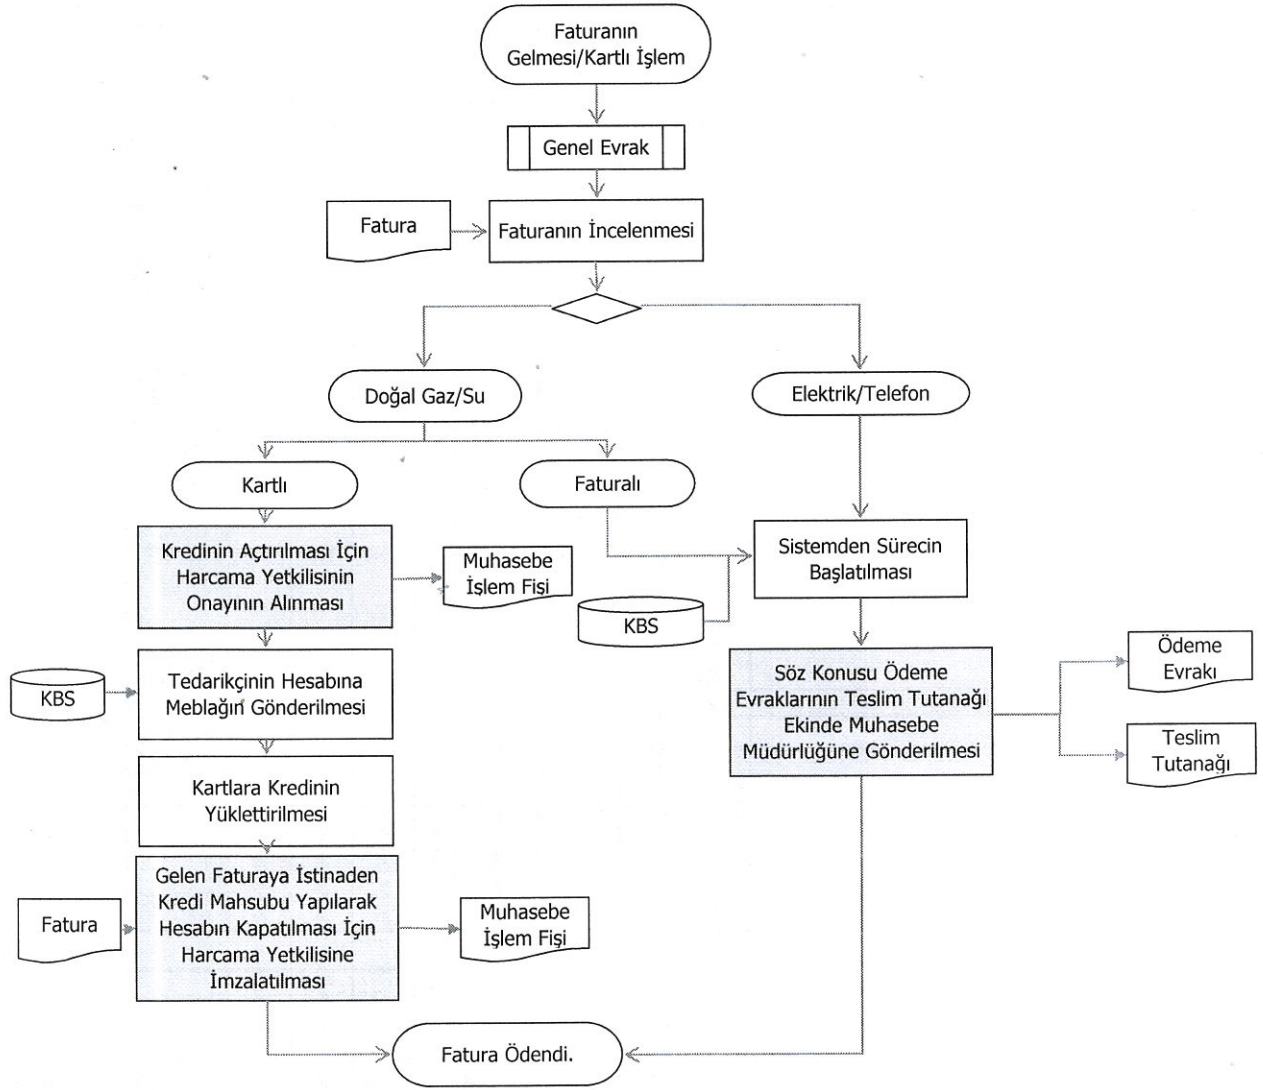 Faturanın
Gelmesi/Kartlı İşlem
Genel Evrak
Fatura
Faturanın İncelenmesi
Doğal Gaz/Su
Elektrik/Telefon
Kartlı
Faturalı
Kredinin Açtırılması İçin
Harcama Yetkilisinin
Onayının Alınması
Muhasebe
İşlem Fişi
Sistemden Sürecin
Başlatılması
KBS
KBS
Tedarikçinin Hesabına
Meblağın Gönderilmesi
Söz Konusu Ödeme
Evraklarının Teslim Tutanağı
Ekinde Muhasebe
Müdürlüğüne Gönderilmesi
Ödeme
Evrakı
Teslim
Tutanağı
Kartlara Kredinin
Yüklettirilmesi
Fatura
Gelen Faturaya İstinaden
Kredi Mahsubu Yapılarak
Hesabın Kapatılması İçin
Harcama Yetkilisine
İmzalatılması
Muhasebe
İşlem Fişi
Fatura Ödendi.